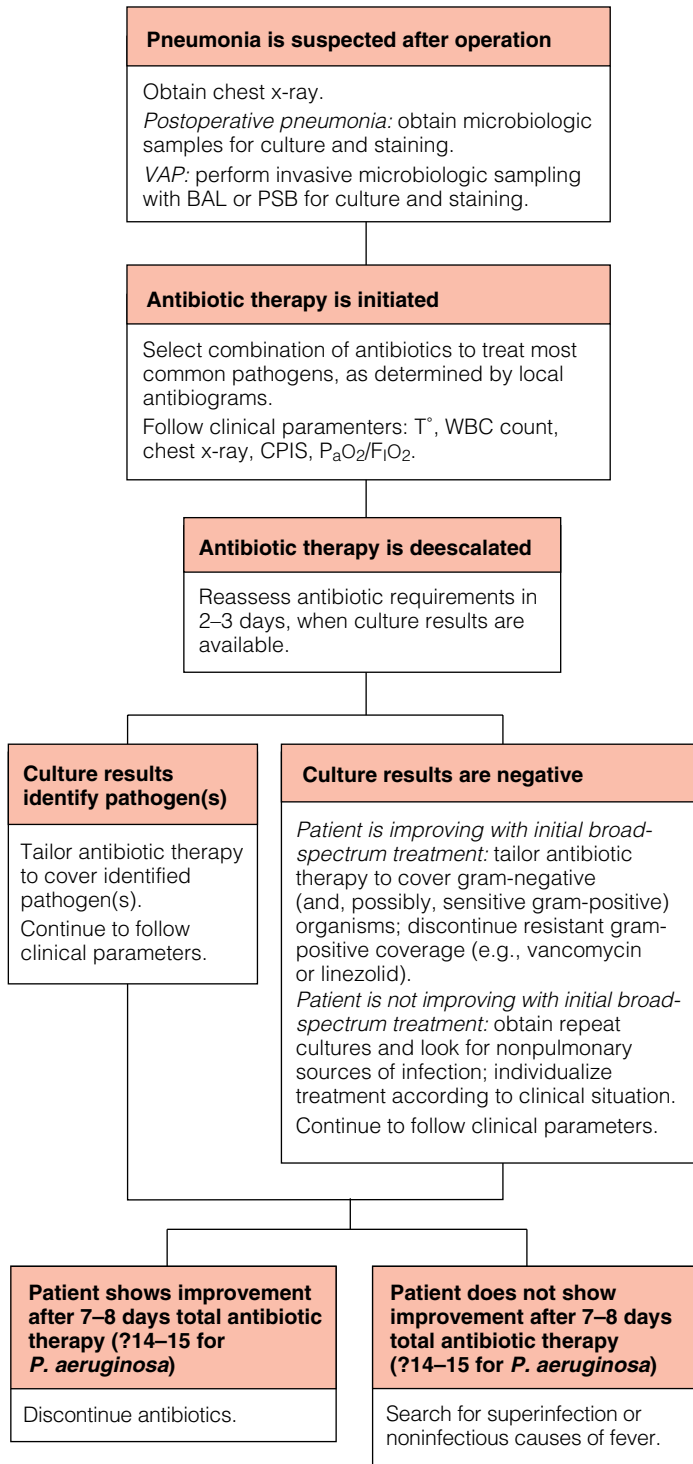 Pneumonia is suspected after operation
Obtain chest x-ray.
Postoperative pneumonia: obtain microbiologic
samples for culture and staining.
VAP: perform invasive microbiologic sampling
with BAL or PSB for culture and staining.
Antibiotic therapy is initiated
Select combination of antibiotics to treat most
common pathogens, as determined by local
antibiograms.
Follow clinical paramenters: T°, WBC count,
chest x-ray, CPIS, PaO2/FIO2.
Antibiotic therapy is deescalated
Reassess antibiotic requirements in
2–3 days, when culture results are
available.
Culture results
identify pathogen(s)
Tailor antibiotic therapy
to cover identified
pathogen(s).
Continue to follow
clinical parameters.
Culture results are negative
Patient is improving with initial broad-
spectrum treatment: tailor antibiotic
therapy to cover gram-negative
(and, possibly, sensitive gram-positive)
organisms; discontinue resistant gram-
positive coverage (e.g., vancomycin
or linezolid).
Patient is not improving with initial broad-
spectrum treatment: obtain repeat
cultures and look for nonpulmonary
sources of infection; individualize
treatment according to clinical situation.
Continue to follow clinical parameters.
Patient shows improvement
after 7–8 days total antibiotic
therapy (?14–15 for
P. aeruginosa)
Discontinue antibiotics.
Patient does not show
improvement after 7–8 days
total antibiotic therapy
(?14–15 for P. aeruginosa)
Search for superinfection or
noninfectious causes of fever.